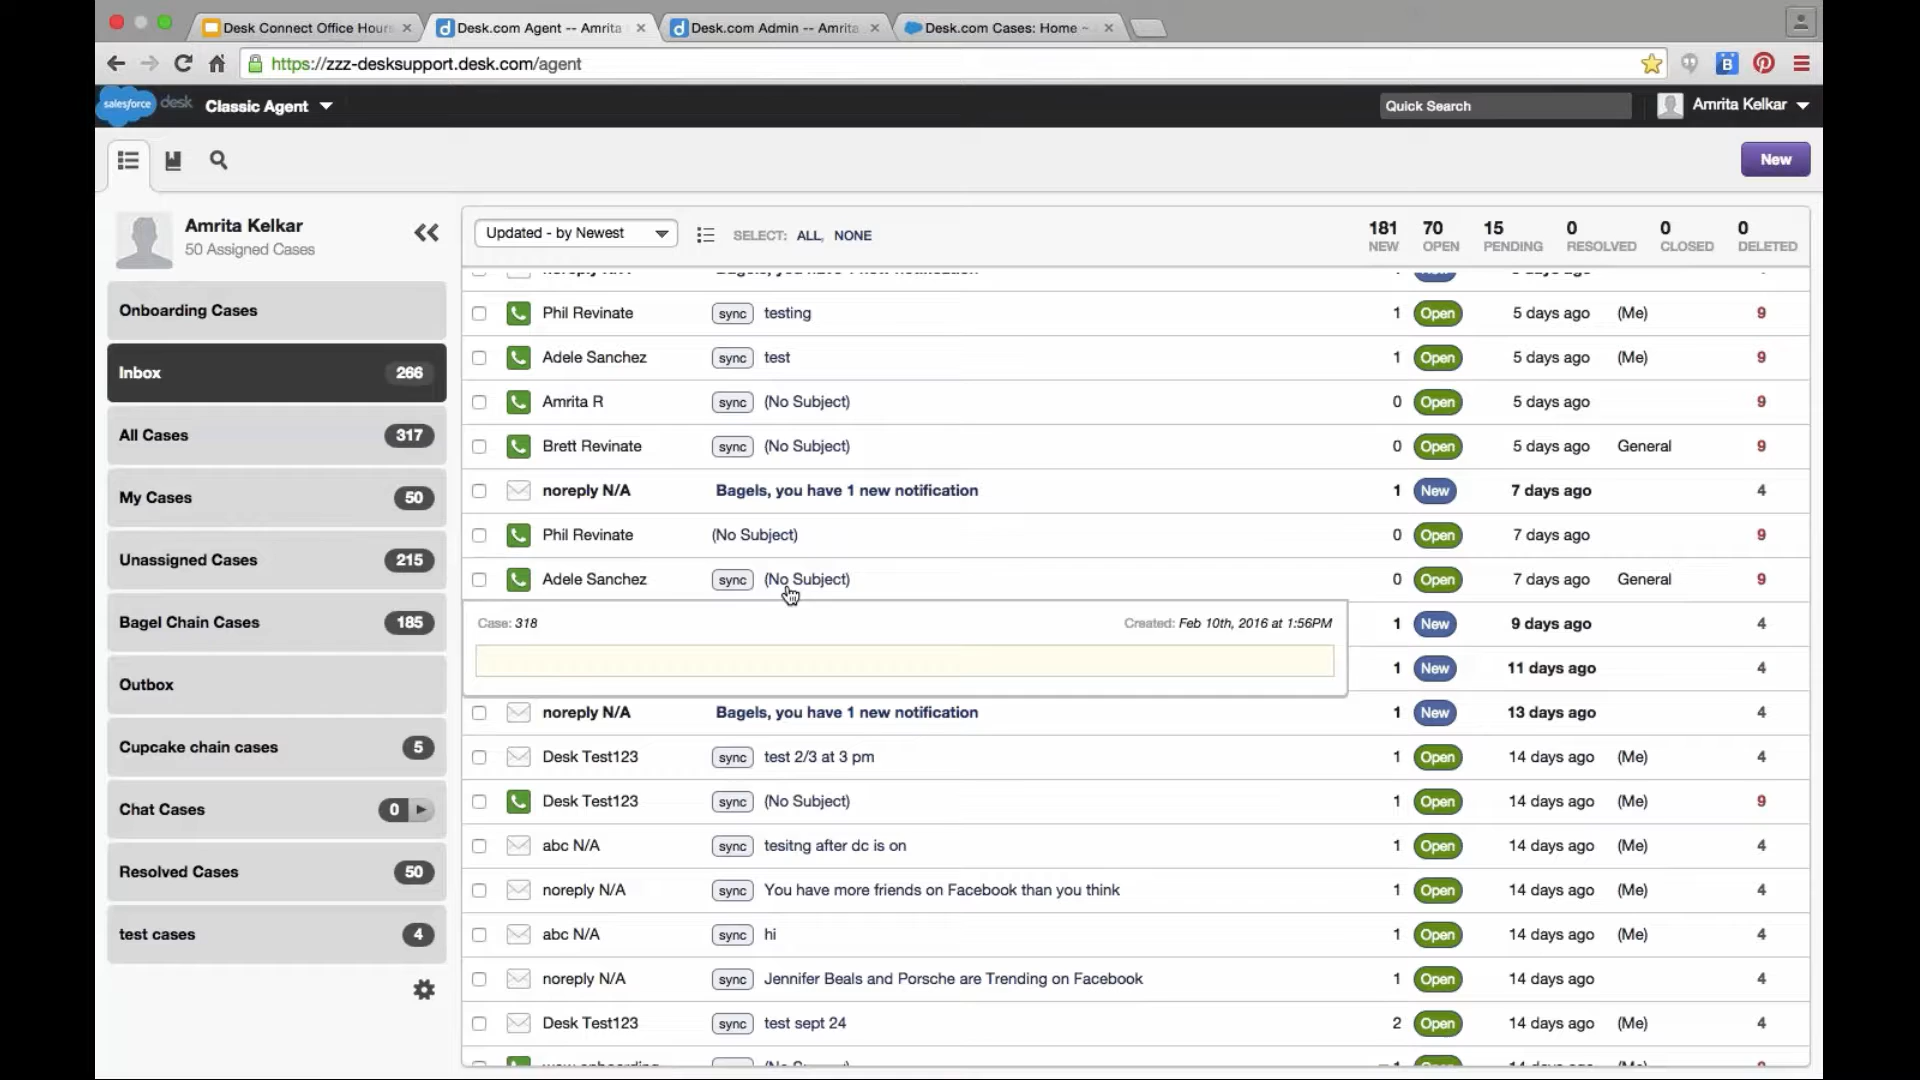 Desk Connect Office Hours
Desk.com Agent -- Amrita
Desk.com Admin -- Amrita
Desk.com Cases: Home ~
https://zzz-desksupport.desk.com/agent
salesforce desk Classic Agent
Quick Search
Amrita Kelkar
New
Amrita Kelkar
50 Assigned Cases
Onboarding Cases
Inbox 266
All Cases 317
My Cases 50
Unassigned Cases 215
Bagel Chain Cases 185
Outbox
Cupcake chain cases 5
Chat Cases 0
Resolved Cases 50
test cases 4
Updated - by Newest SELECT: ALL, NONE
181 70 15 0 0 0
NEW OPEN PENDING RESOLVED CLOSED DELETED
Bagels, you have 1 new notification
Phil Revinate sync testing 1 Open 5 days ago (Me) 9
Adele Sanchez sync test 1 Open 5 days ago (Me) 9
Amrita R sync (No Subject) 0 Open 5 days ago 9
Brett Revinate sync (No Subject) 0 Open 5 days ago General 9
noreply N/A Bagels, you have 1 new notification 1 New 7 days ago 4
Phil Revinate (No Subject) 0 Open 7 days ago 9
Adele Sanchez sync (No Subject) 0 Open 7 days ago General 9
Case: 318 Created: Feb 10th, 2016 at 1:56PM
1 New 9 days ago 4
1 New 11 days ago 4
noreply N/A Bagels, you have 1 new notification 1 New 13 days ago 4
Desk Test123 sync test 2/3 at 3 pm 1 Open 14 days ago (Me) 4
Desk Test123 sync (No Subject) 1 Open 14 days ago (Me) 9
abc N/A sync tesitng after dc is on 1 Open 14 days ago (Me) 4
noreply N/A sync You have more friends on Facebook than you think 1 Open 14 days ago (Me) 4
abc N/A sync hi 1 Open 14 days ago (Me) 4
noreply N/A sync Jennifer Beals and Porsche are Trending on Facebook 1 Open 14 days ago 4
Desk Test123 sync test sept 24 2 Open 14 days ago (Me) 4